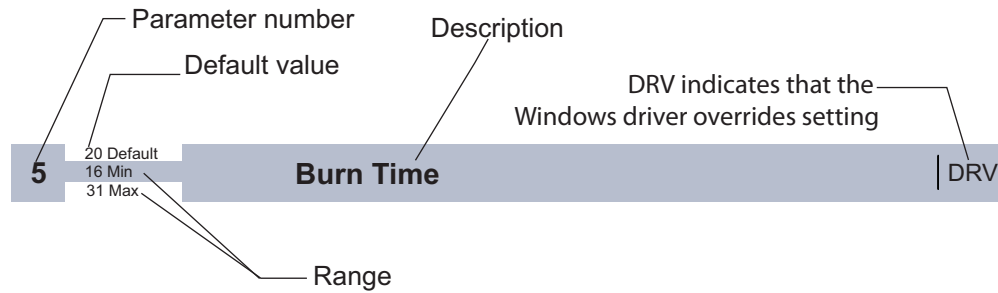 Parameter number
Description
Default value
DRV indicates that the
Windows driver overrides setting
5
20 Default
16 Min
31 Max
Burn Time
DRV
Range